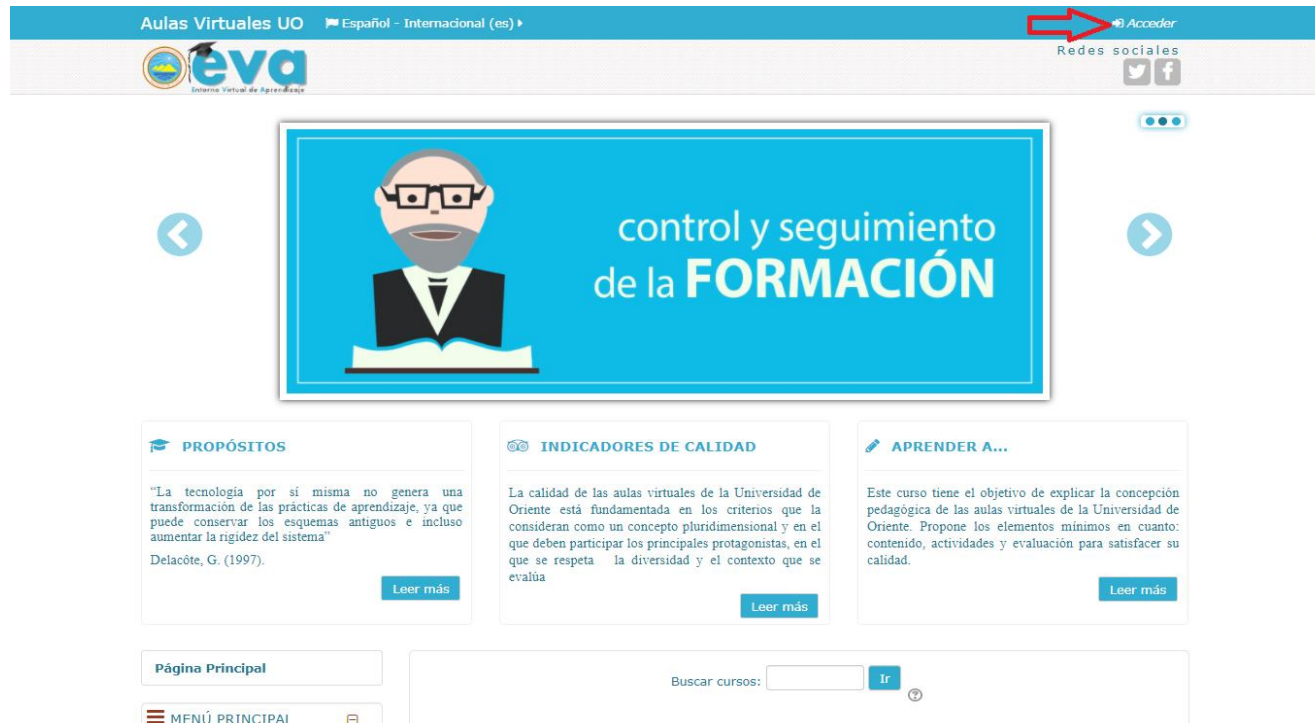 Aulas Virtuales UO Español - Internacional (es) Acceder
eva
Entorno Virtual de Aprendizaje
Redes sociales
control y seguimiento
de la FORMACIÓN
PROPÓSITOS
“La tecnología por sí misma no genera una
transformación de las prácticas de aprendizaje, ya que
puede conservar los esquemas antiguos e incluso
aumentar la rigidez del sistema”
Delacôte, G. (1997).
Leer más
INDICADORES DE CALIDAD
La calidad de las aulas virtuales de la Universidad de
Oriente está fundamentada en los criterios que la
consideran como un concepto pluridimensional y en el
que deben participar los principales protagonistas, en el
que se respeta la diversidad y el contexto que se
evalúa
Leer más
APRENDER A...
Este curso tiene el objetivo de explicar la concepción
pedagógica de las aulas virtuales de la Universidad de
Oriente. Propone los elementos mínimos en cuanto:
contenido, actividades y evaluación para satisfacer su
calidad.
Leer más
Página Principal
MENÚ PRINCIPAL
Buscar cursos: Ir